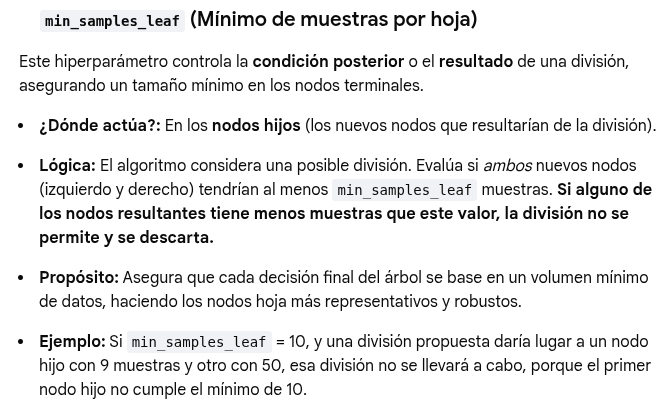 min_samples_leaf (Mínimo de muestras por hoja)
Este hiperparámetro controla la condición posterior o el resultado de una división,
asegurando un tamaño mínimo en los nodos terminales.
• ¿Dónde actúa?: En los nodos hijos (los nuevos nodos que resultarían de la división).
• Lógica: El algoritmo considera una posible división. Evalúa si ambos nuevos nodos
(izquierdo y derecho) tendrían al menos min_samples_leaf muestras. Si alguno de
los nodos resultantes tiene menos muestras que este valor, la división no se
permite y se descarta.
• Propósito: Asegura que cada decisión final del árbol se base en un volumen mínimo
de datos, haciendo los nodos hoja más representativos y robustos.
• Ejemplo: Si min_samples_leaf = 10, y una división propuesta daría lugar a un nodo
hijo con 9 muestras y otro con 50, esa división no se llevará a cabo, porque el primer
nodo hijo no cumple el mínimo de 10.